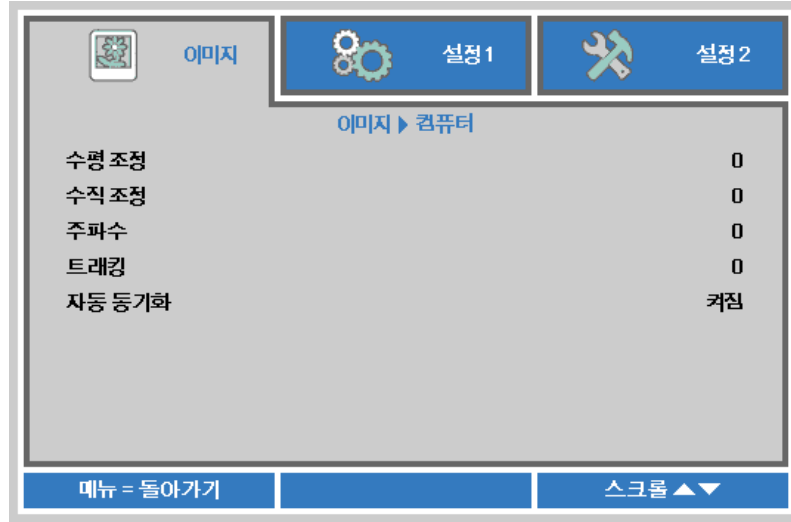 이미지 설정1 설정2
이미지 ▶ 컴퓨터
수평 조정 0
수직 조정 0
주파수 0
트래킹 0
자동 동기화 켜짐
메뉴 = 돌아가기 스크롤 ▲▼